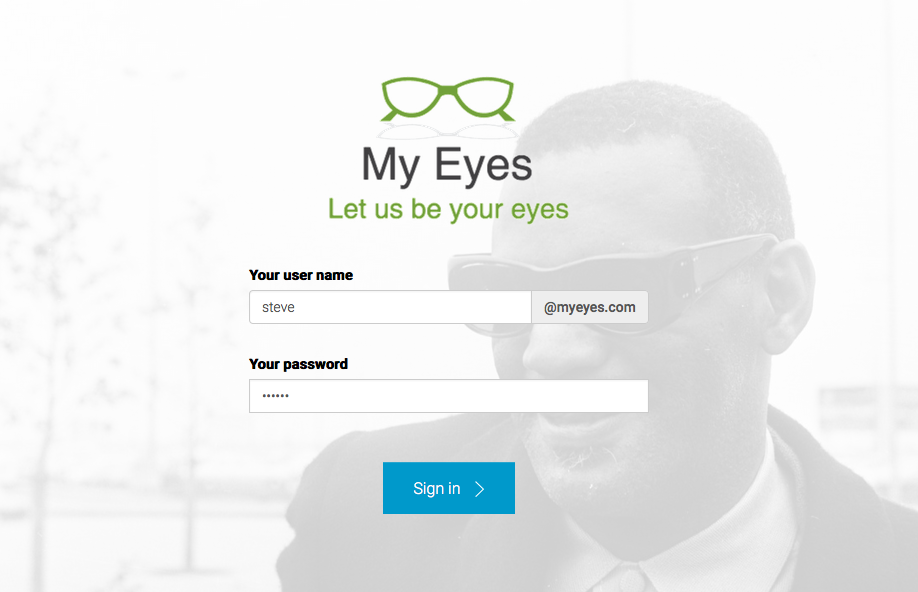 My Eyes
Let us be your eyes
Your user name
steve @myeyes.com
Your password
••••••
Sign in